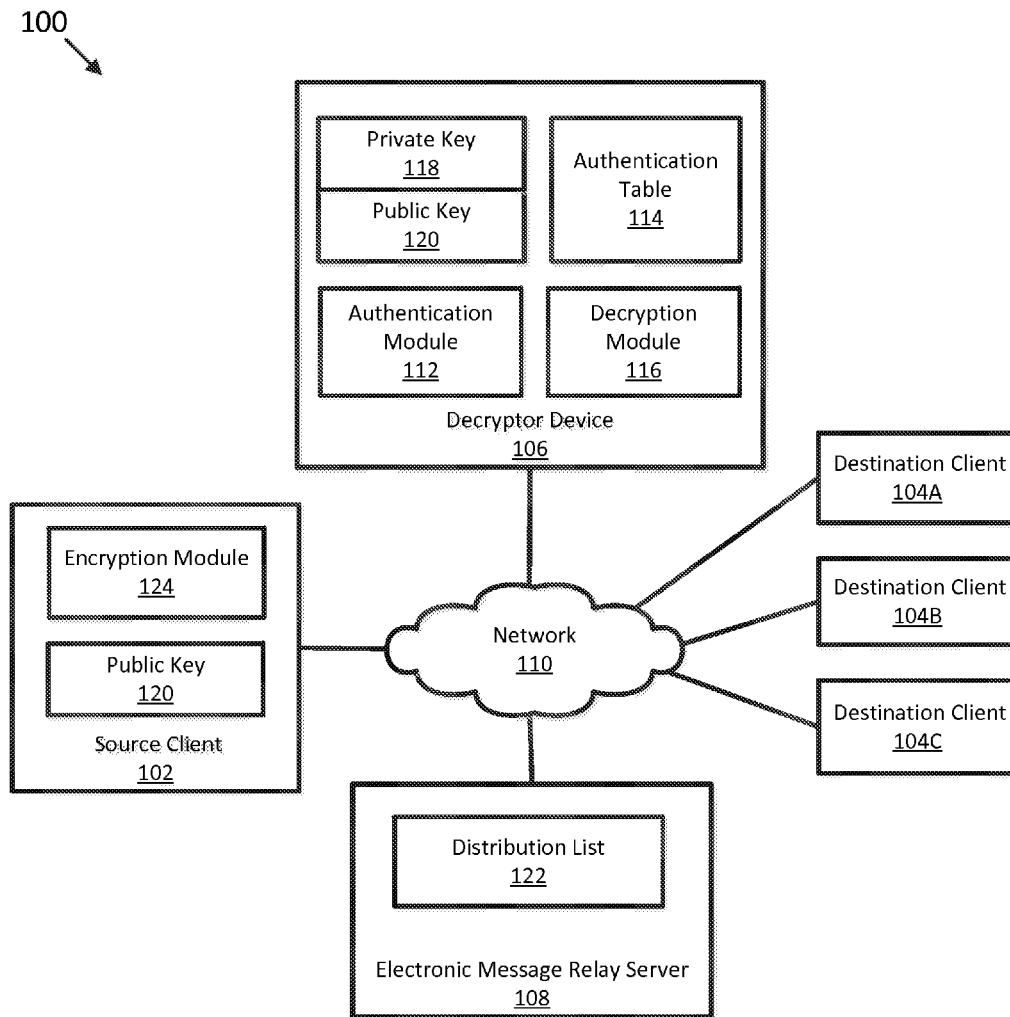 100
Private Key
118
Public Key
120
Authentication
Table
114
Authentication
Module
112
Decryption
Module
116
Decryptor Device
106
Destination Client
104A
Encryption Module
124
Public Key
120
Source Client
102
Network
110
Destination Client
104B
Destination Client
104C
Distribution List
122
Electronic Message Relay Server
108